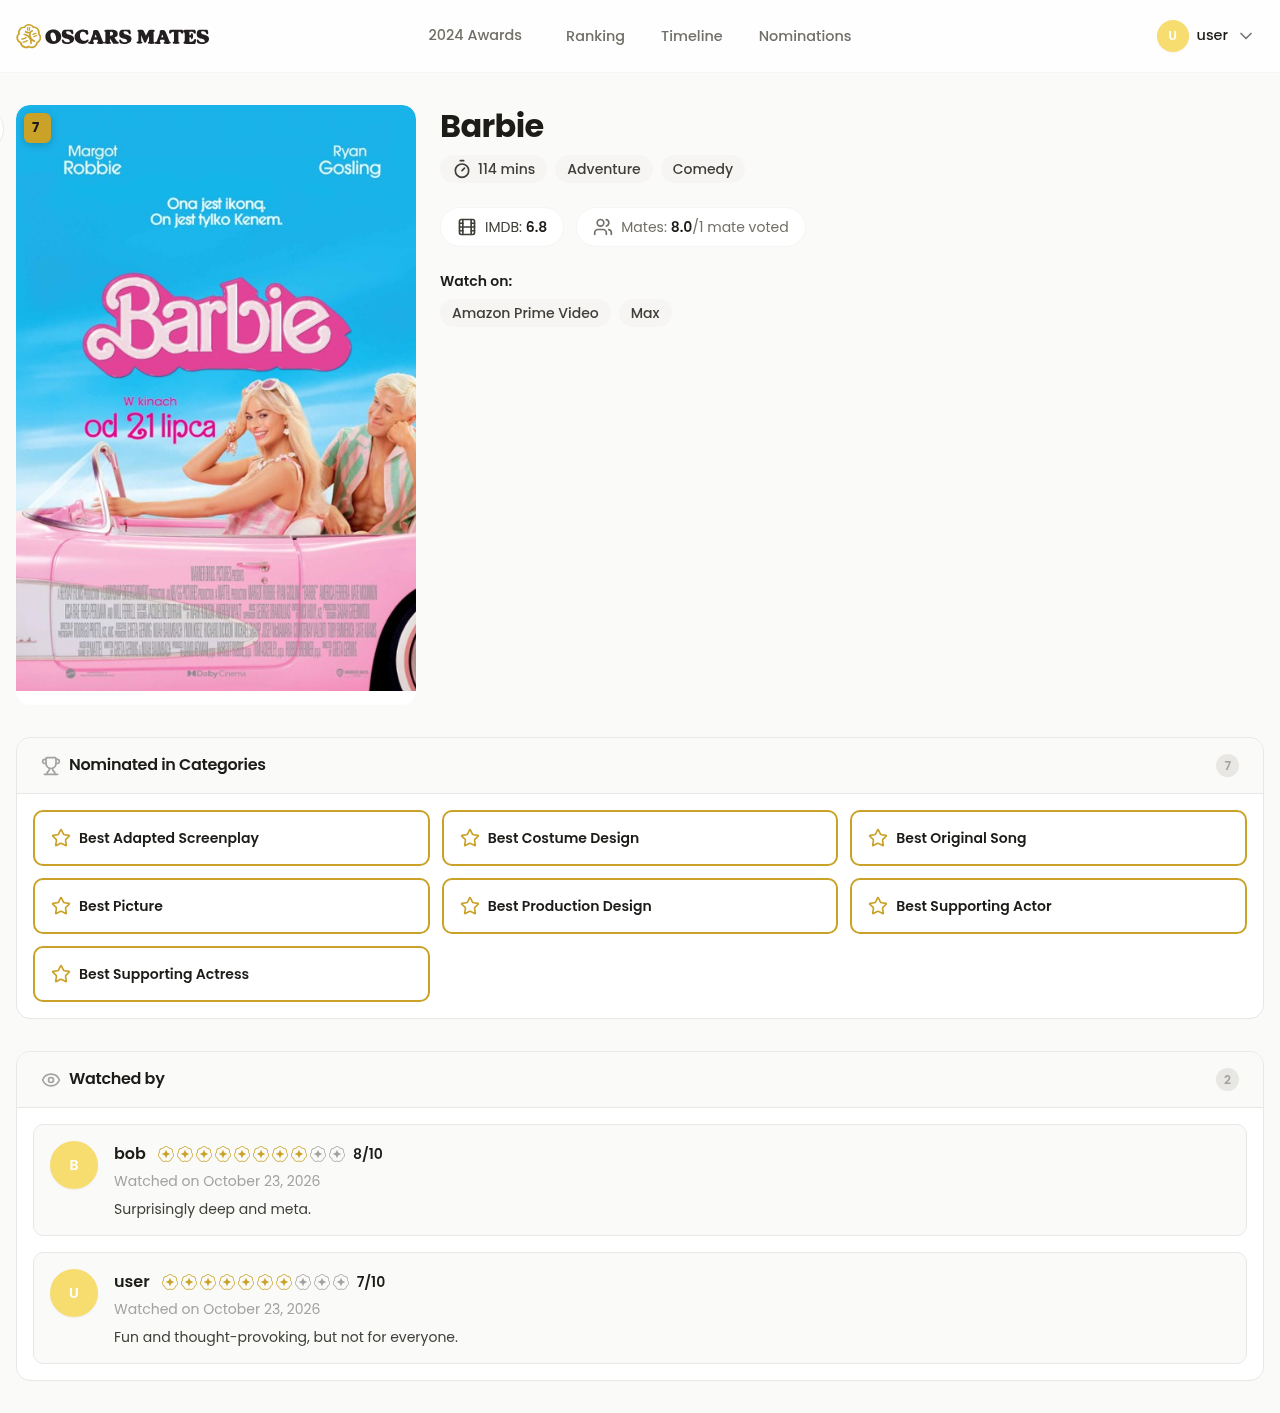 OSCARS MATES
2024 Awards
Ranking
Timeline
Nominations
U
user
7
Margot
Robbie
Ryan
Gosling
Ona jest ikoną.
On jest tylko Kenem.
Barbie
W kinach
od 21 lipca
Dolby Cinema
Barbie
114 mins
Adventure
Comedy
IMDB: 6.8
Mates: 8.0/1 mate voted
Watch on:
Amazon Prime Video
Max
Nominated in Categories
7
Best Adapted Screenplay
Best Costume Design
Best Original Song
Best Picture
Best Production Design
Best Supporting Actor
Best Supporting Actress
Watched by
2
B
bob
8/10
Watched on October 23, 2026
Surprisingly deep and meta.
U
user
7/10
Watched on October 23, 2026
Fun and thought-provoking, but not for everyone.